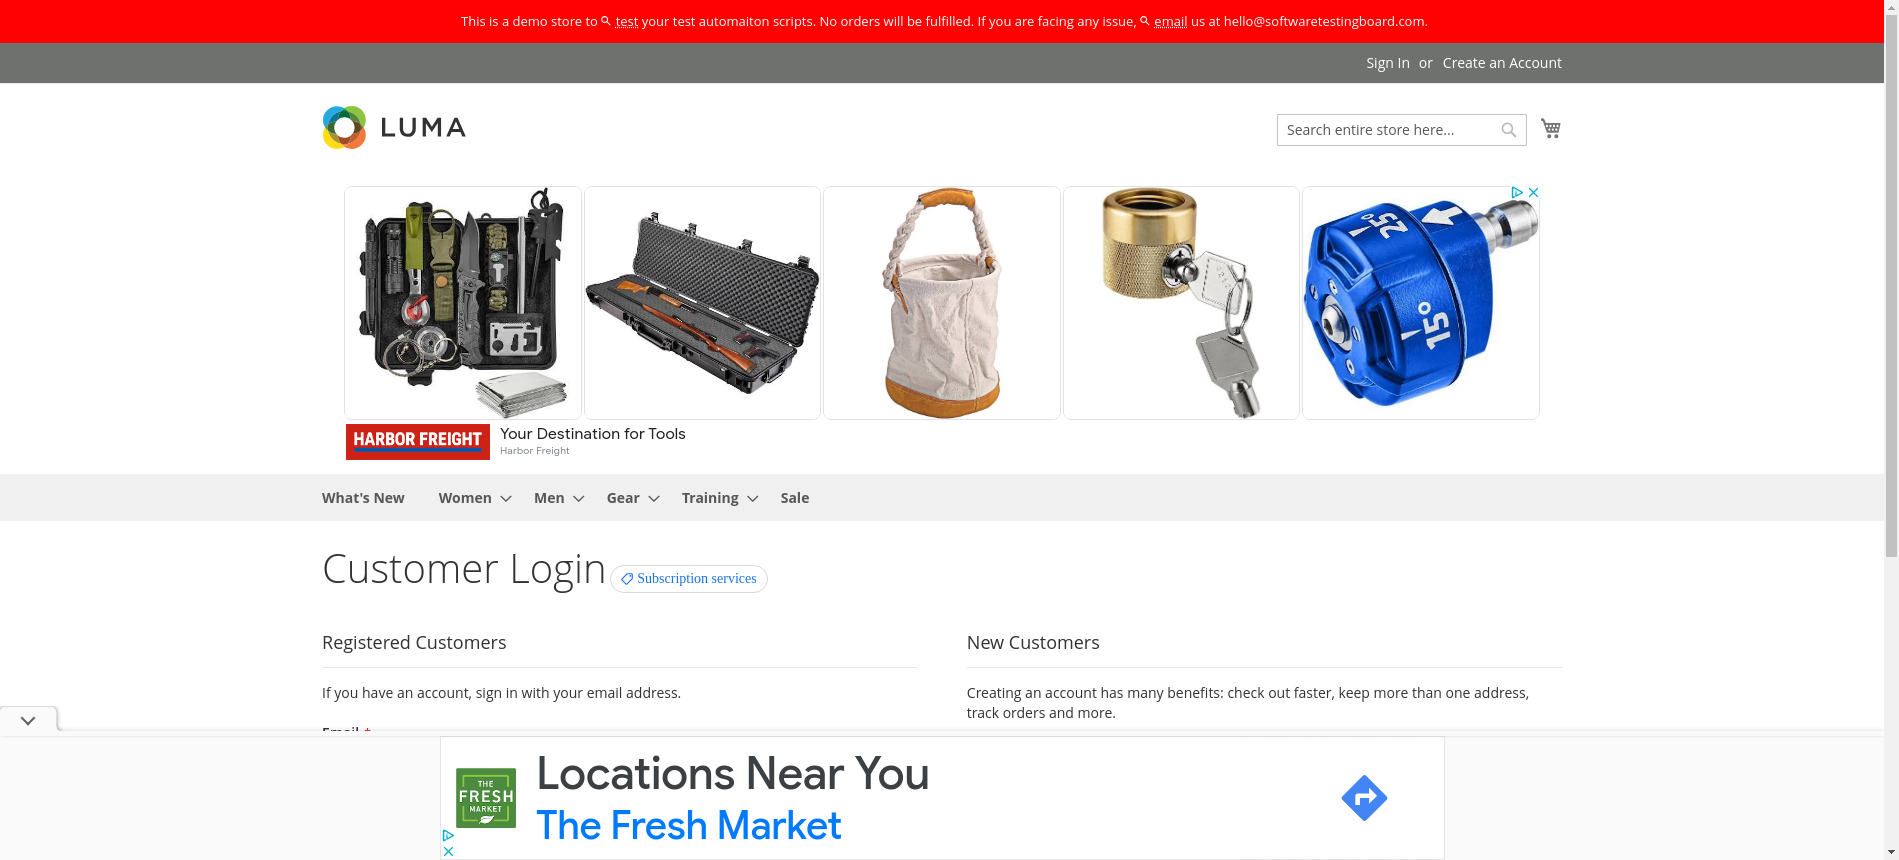 This is a demo store to test your test automaiton scripts. No orders will be fulfilled. If you are facing any issue, email us at hello@softwaretestingboard.com.
Sign In or Create an Account
LUMA
Search entire store here...
25°
15°
HARBOR FREIGHT
Your Destination for Tools
Harbor Freight
What's New Women Men Gear Training Sale
Customer Login
Subscription services
Registered Customers
If you have an account, sign in with your email address.
New Customers
Creating an account has many benefits: check out faster, keep more than one address,
track orders and more.
Email *
THE
FRESH
MARKET
Locations Near You
The Fresh Market